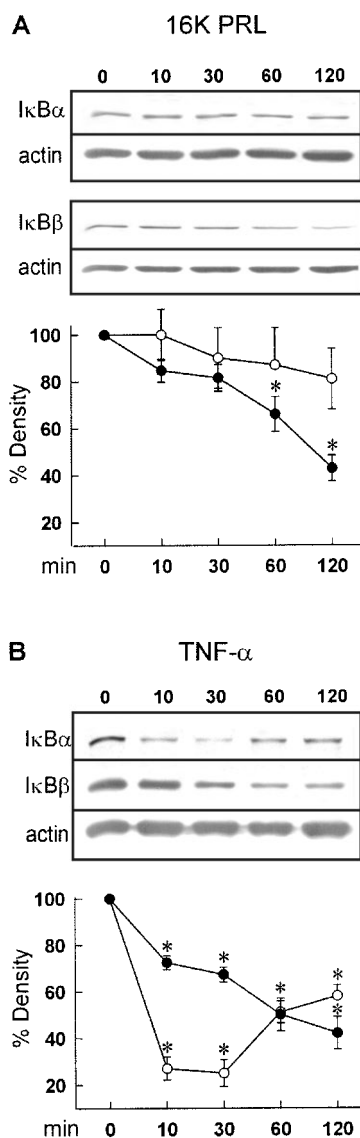 A 16K PRL
0 10 30 60 120
IκBα
actin
IκBβ
actin
100
80
60
40
20
% Density
* *
min 0 10 30 60 120
B TNF-α
0 10 30 60 120
IκBα
IκBβ
actin
100
80
60
40
20
% Density
* * * *
* * *
min 0 10 30 60 120